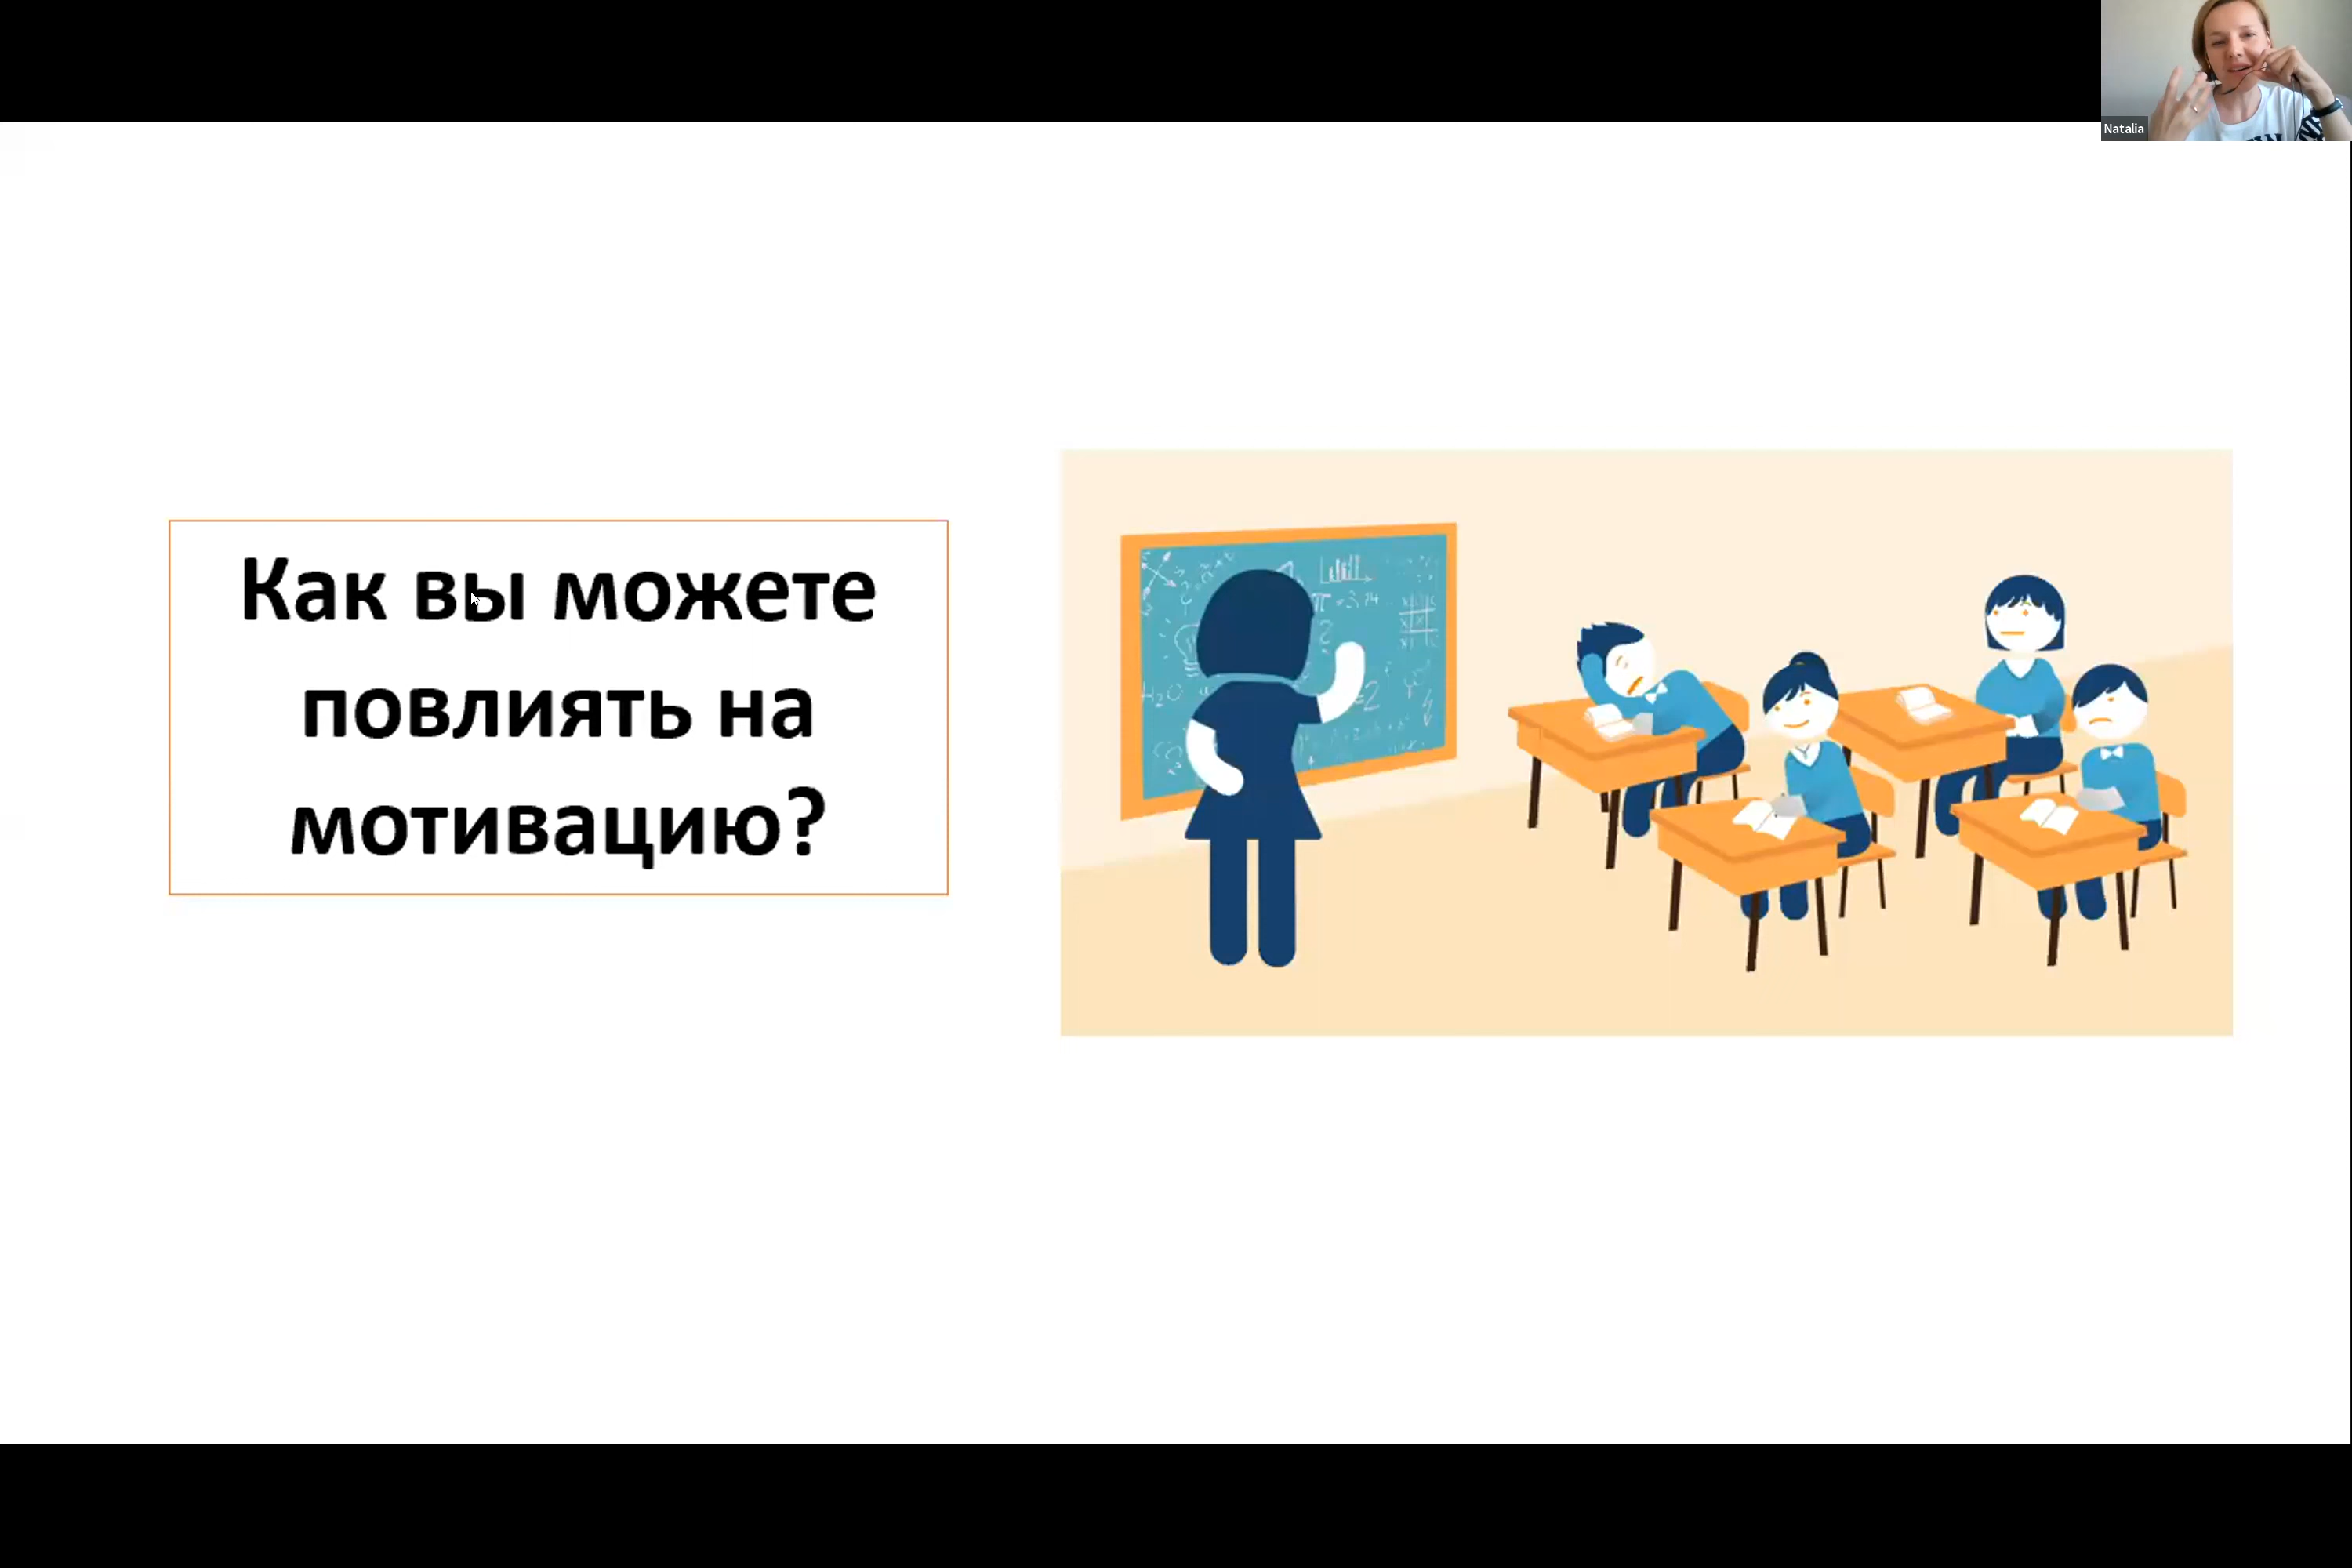 Natalia
Как вы можете
повлиять на
мотивацию?